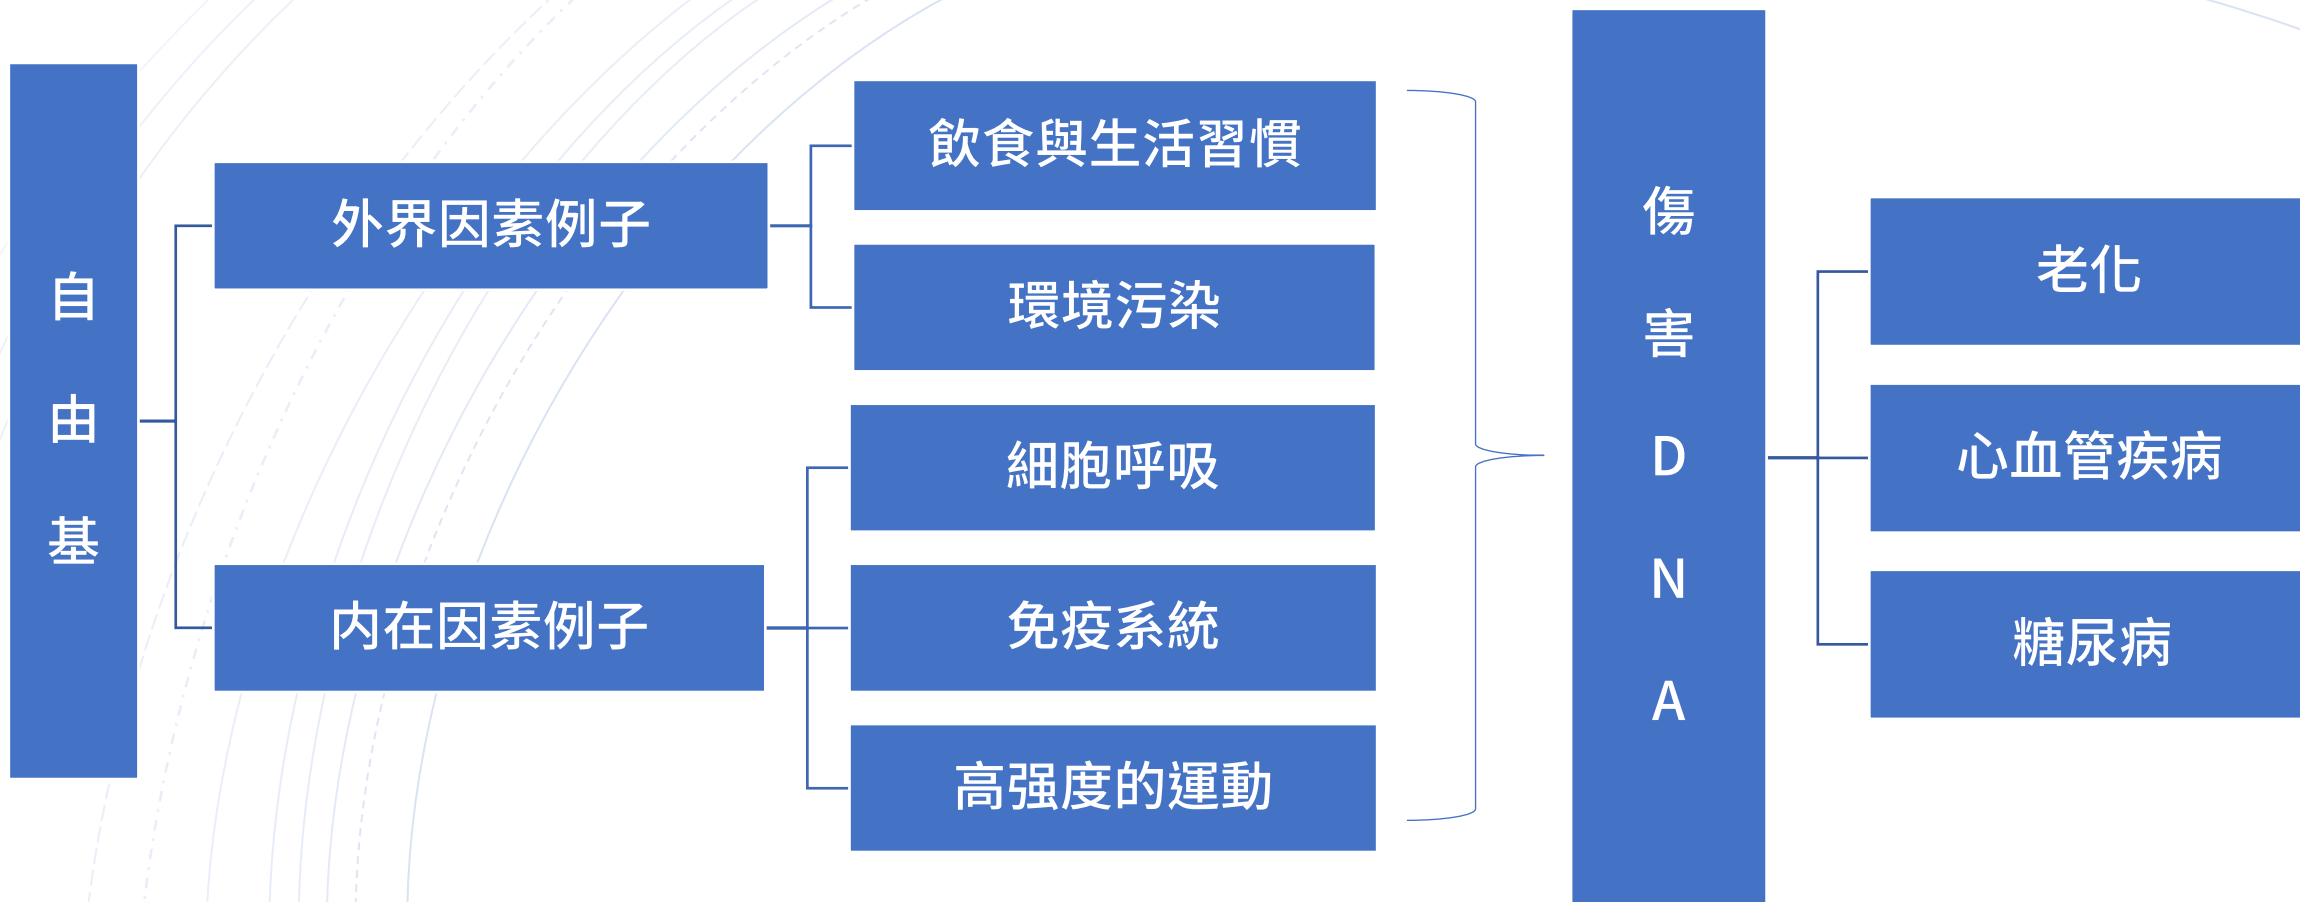 自由基
外界因素例子
飲食與生活習慣
環境污染
内在因素例子
細胞呼吸
免疫系統
高强度的運動
傷害DNA
老化
心血管疾病
糖尿病